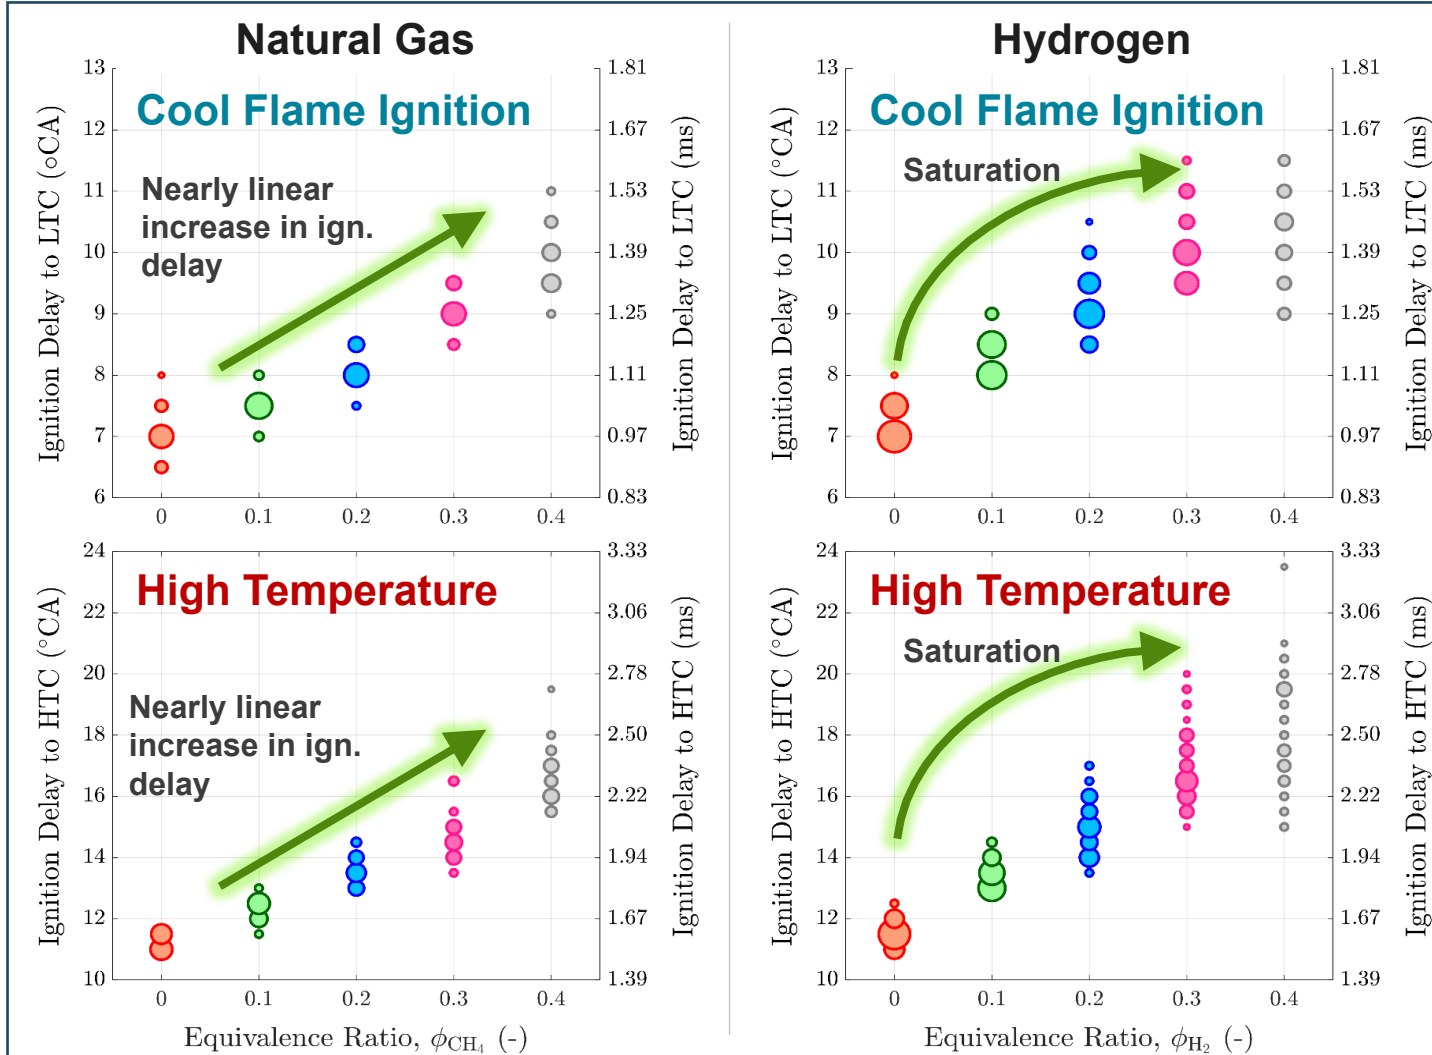 Natural Gas
Hydrogen
Cool Flame Ignition
Nearly linear
increase in ign.
delay
Ignition Delay to LTC (∘CA)
13
12
11
10
9
8
7
6
1.81
1.67
1.53
1.39
1.25
1.11
0.97
0.83
Ignition Delay to LTC (ms)
0 0.1 0.2 0.3 0.4
Cool Flame Ignition
Saturation
Ignition Delay to LTC (°CA)
13
12
11
10
9
8
7
6
1.81
1.67
1.53
1.39
1.25
1.11
0.97
0.83
Ignition Delay to LTC (ms)
0 0.1 0.2 0.3 0.4
High Temperature
Nearly linear
increase in ign.
delay
Ignition Delay to HTC (°CA)
24
22
20
18
16
14
12
10
3.33
3.06
2.78
2.50
2.22
1.94
1.67
1.39
Ignition Delay to HTC (ms)
0 0.1 0.2 0.3 0.4
Equivalence Ratio, ϕCH₄ (-)
High Temperature
Saturation
Ignition Delay to HTC (°CA)
24
22
20
18
16
14
12
10
3.33
3.06
2.78
2.50
2.22
1.94
1.67
1.39
Ignition Delay to HTC (ms)
0 0.1 0.2 0.3 0.4
Equivalence Ratio, ϕH₂ (-)